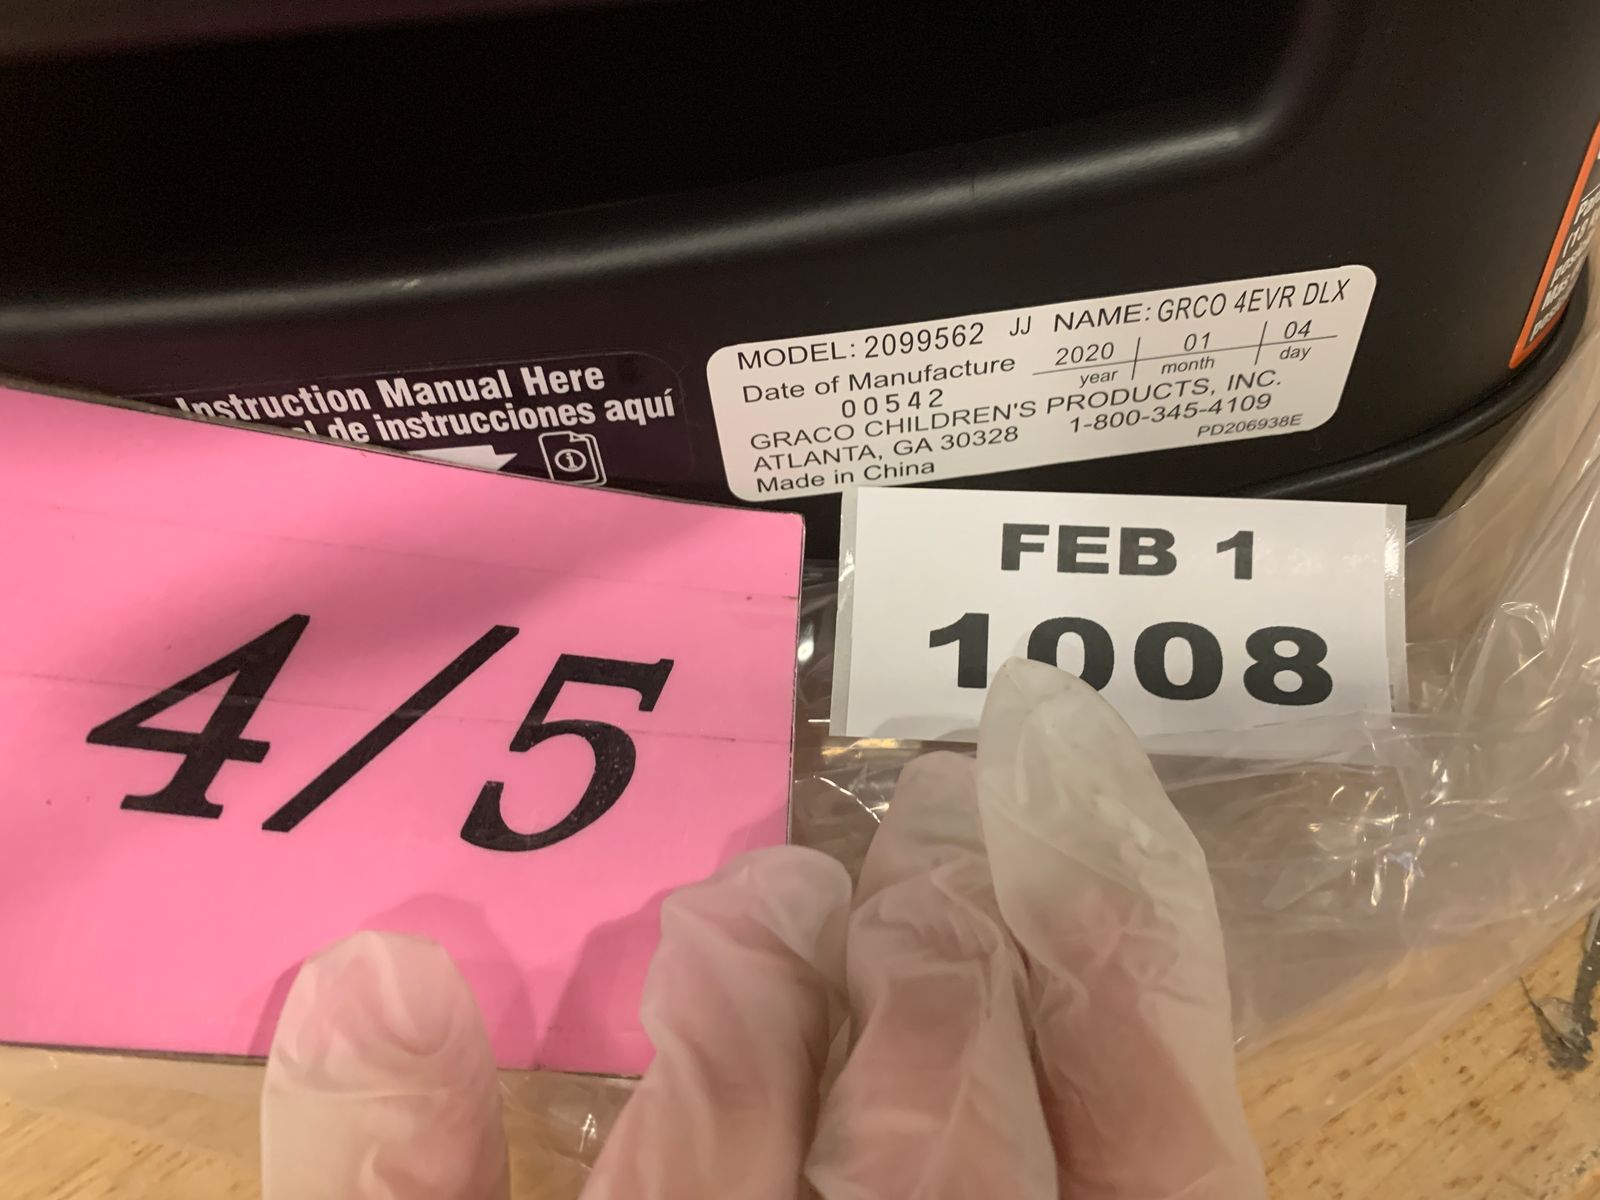 MODEL: 2099562 JJ NAME: GRCO 4EVR DLX
Date of Manufacture 2020 01 04
year month day
00542
GRACO CHILDREN'S PRODUCTS, INC.
ATLANTA, GA 30328 1-800-345-4109
Made in China PD206938E
Instruction Manual Here
de instrucciones aquí
FEB 1
1008
4/5